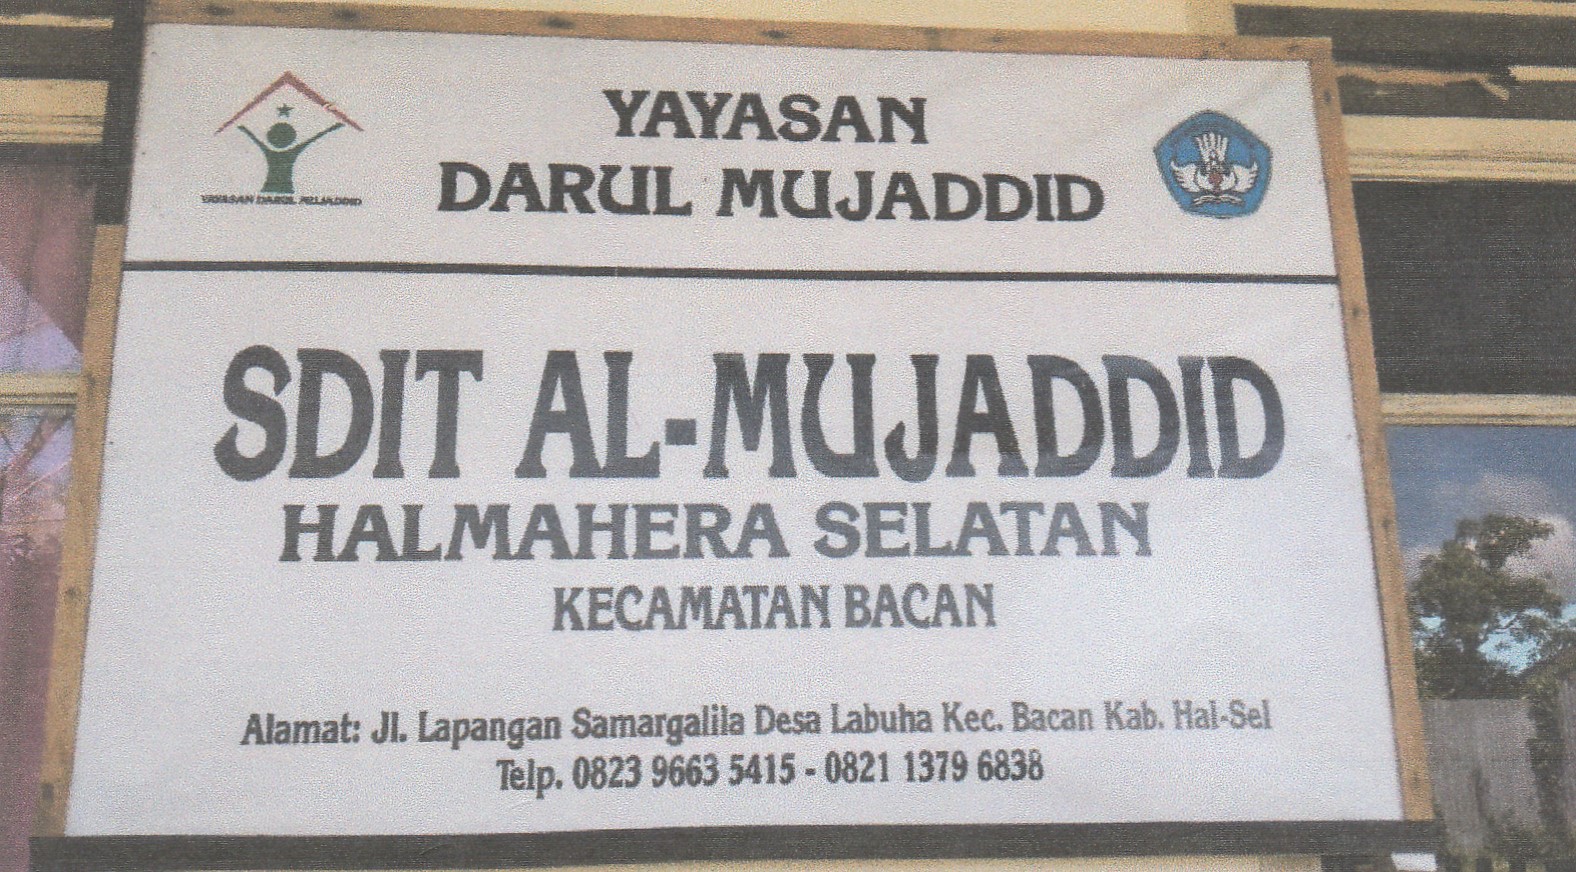 YAYASAN
DARUL MUJADDID
YAYASAN DARUL MUJADDID
SDIT AL-MUJADDID
HALMAHERA SELATAN
KECAMATAN BACAN
Alamat: Jl. Lapangan Samargalila Desa Labuha Kec. Bacan Kab. Hal-Sel
Telp. 0823 9663 5415 - 0821 1379 6838